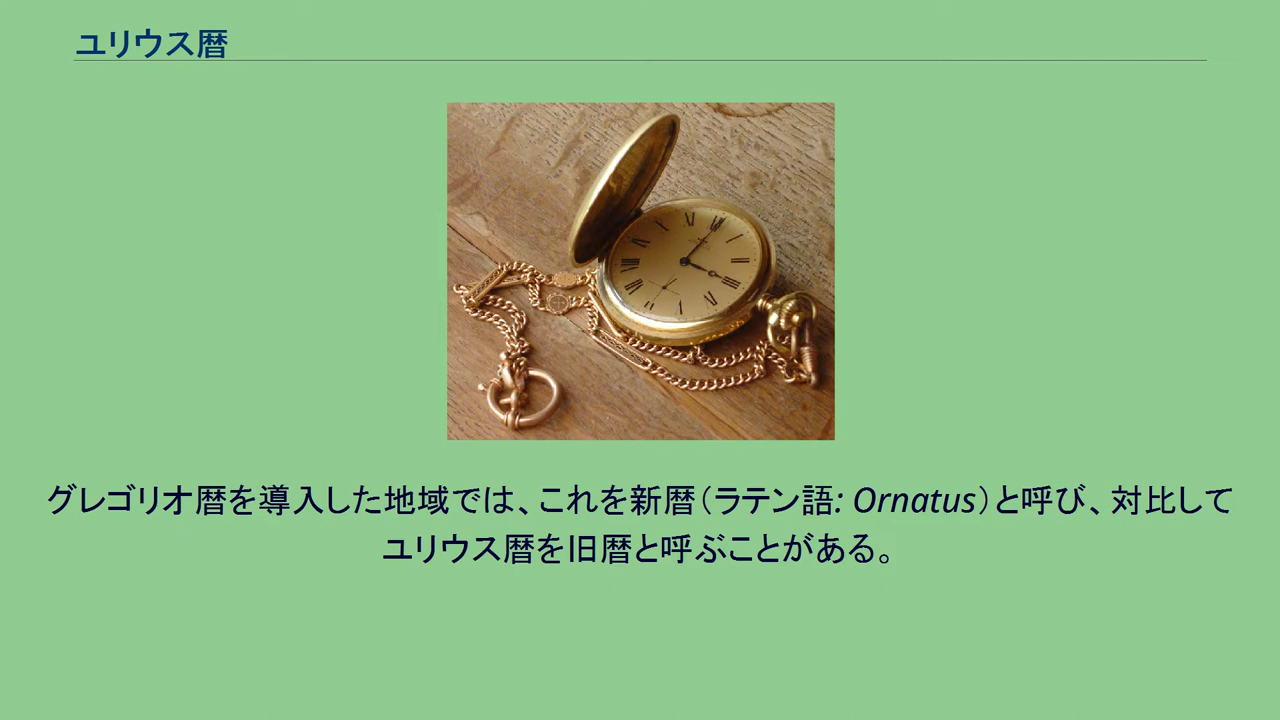 ユリウス暦
グレゴリオ暦を導入した地域では、これを新暦（ラテン語: Ornatus）と呼び、対比して
ユリウス暦を旧暦と呼ぶことがある。